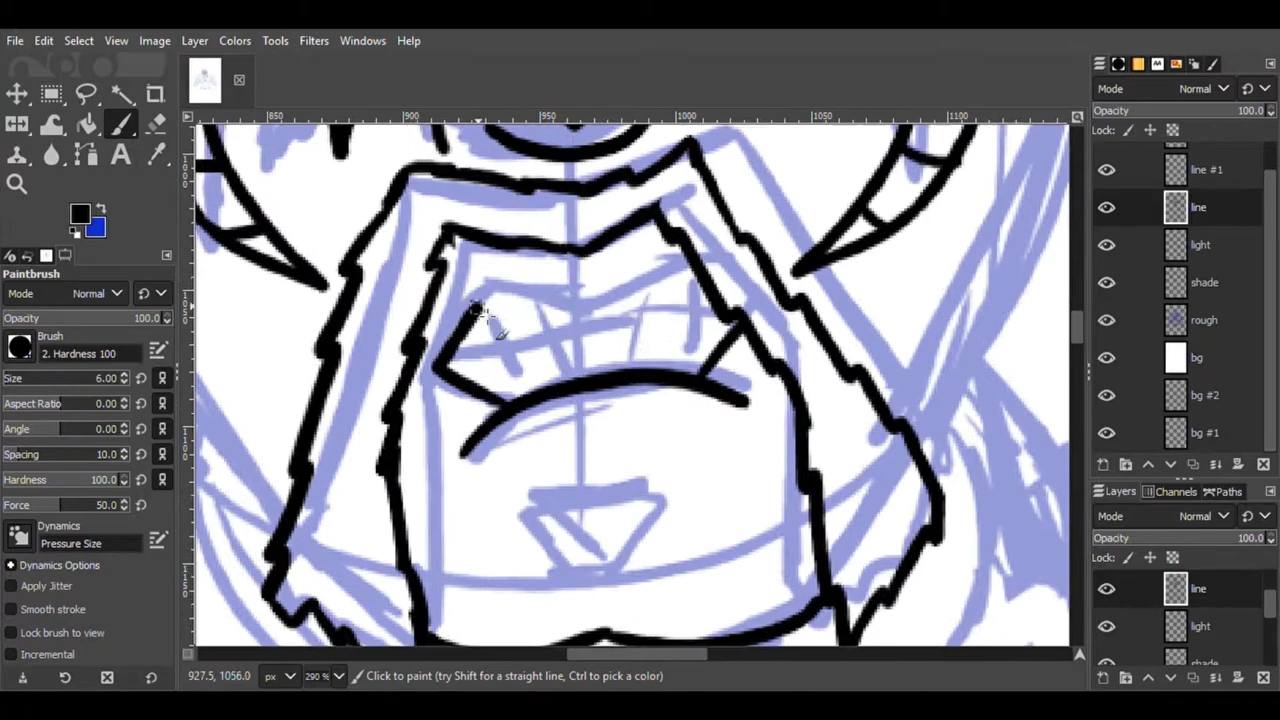 File Edit Select View Image Layer Colors Tools Filters Windows Help
Mode Normal
Opacity 100.0
Lock:
850 900 950 1000 1050 1100
line #1
line
light
shade
rough
bg
bg #2
bg #1
Paintbrush
Mode Normal
Opacity 100.0
Brush
2. Hardness 100
Size 6.00
Aspect Ratio 0.00
Angle 0.00
Spacing 10.0
Hardness 100.0
Force 50.0
Dynamics
Pressure Size
Dynamics Options
Apply Jitter
Smooth stroke
Lock brush to view
Incremental
1000
1050
1100
1150
Layers Channels Paths
Mode Normal
Opacity 100.0
Lock:
line
light
shade
927.5, 1056.0 px 290 % Click to paint (try Shift for a straight line, Ctrl to pick a color)